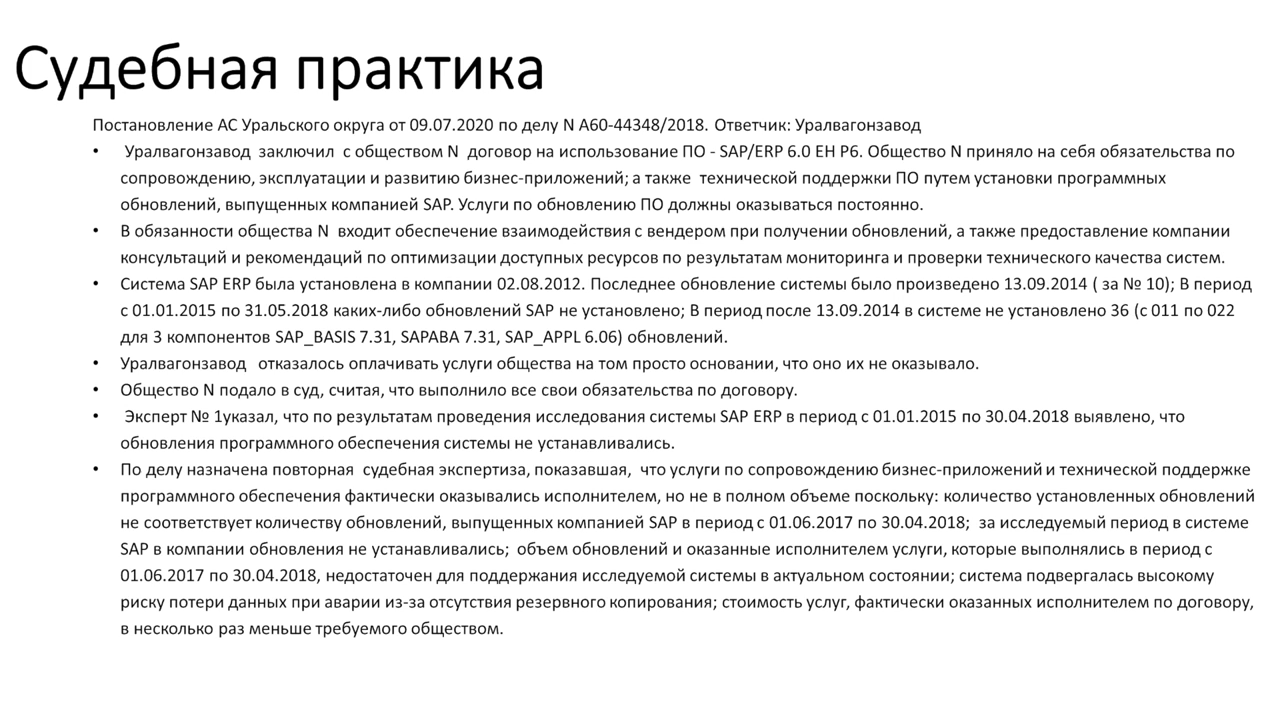 Судебная практика
Постановление АС Уральского округа от 09.07.2020 по делу N А60-44348/2018. Ответчик: Уралвагонзавод
• Уралвагонзавод заключил с обществом N договор на использование ПО - SAP/ERP 6.0 EH P6. Общество N приняло на себя обязательства по
сопровождению, эксплуатации и развитию бизнес-приложений; а также технической поддержки ПО путем установки программных
обновлений, выпущенных компанией SAP. Услуги по обновлению ПО должны оказываться постоянно.
• В обязанности общества N входит обеспечение взаимодействия с вендером при получении обновлений, а также предоставление компании
консультаций и рекомендаций по оптимизации доступных ресурсов по результатам мониторинга и проверки технического качества систем.
• Система SAP ERP была установлена в компании 02.08.2012. Последнее обновление системы было произведено 13.09.2014 ( за № 10); В период
с 01.01.2015 по 31.05.2018 каких-либо обновлений SAP не установлено; В период после 13.09.2014 в системе не установлено 36 (с 011 по 022
для 3 компонентов SAP_BASIS 7.31, SAPABA 7.31, SAP_APPL 6.06) обновлений.
• Уралвагонзавод отказалось оплачивать услуги общества на том просто основании, что оно их не оказывало.
• Общество N подало в суд, считая, что выполнило все свои обязательства по договору.
• Эксперт № 1указал, что по результатам проведения исследования системы SAP ERP в период с 01.01.2015 по 30.04.2018 выявлено, что
обновления программного обеспечения системы не устанавливались.
• По делу назначена повторная судебная экспертиза, показавшая, что услуги по сопровождению бизнес-приложений и технической поддержке
программного обеспечения фактически оказывались исполнителем, но не в полном объеме поскольку: количество установленных обновлений
не соответствует количеству обновлений, выпущенных компанией SAP в период с 01.06.2017 по 30.04.2018; за исследуемый период в системе
SAP в компании обновления не устанавливались; объем обновлений и оказанные исполнителем услуги, которые выполнялись в период с
01.06.2017 по 30.04.2018, недостаточен для поддержания исследуемой системы в актуальном состоянии; система подвергалась высокому
риску потери данных при аварии из-за отсутствия резервного копирования; стоимость услуг, фактически оказанных исполнителем по договору,
в несколько раз меньше требуемого обществом.